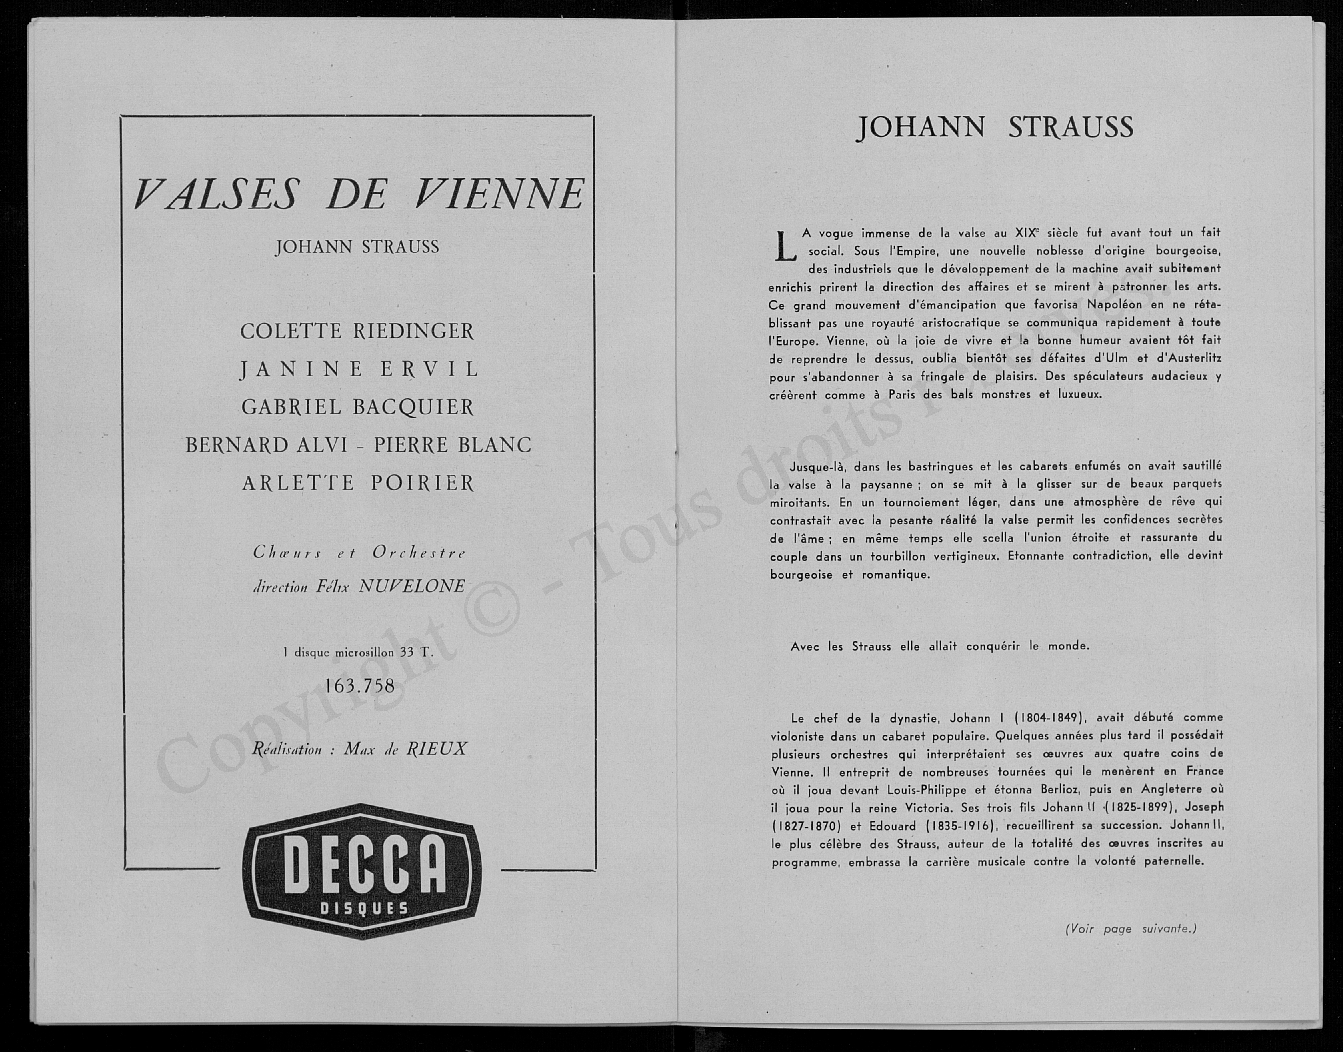 VALSES DE VIENNE
JOHANN STRAUSS
COLETTE RIEDINGER
JANINE ERVIL
GABRIEL BACQUIER
BERNARD ALVI - PIERRE BLANC
ARLETTE POIRIER
Chœurs et Orchestre
direction Félix NUVELONE
1 disque microsillon 33 T.
163.758
Réalisation : Max de RIEUX
DECCA
DISQUES
JOHANN STRAUSS
LA vogue immense de la valse au XIXe siècle fut avant tout un fait
social. Sous l'Empire, une nouvelle noblesse d'origine bourgeoise,
des industriels que le développement de la machine avait subitement
enrichis prirent la direction des affaires et se mirent à patronner les arts.
Ce grand mouvement d'émancipation que favorisa Napoléon en ne réta-
blissant pas une royauté aristocratique se communiqua rapidement à toute
l'Europe. Vienne, où la joie de vivre et la bonne humeur avaient tôt fait
de reprendre le dessus, oublia bientôt ses défaites d'Ulm et d'Austerlitz
pour s'abandonner à sa fringale de plaisirs. Des spéculateurs audacieux y
créèrent comme à Paris des bals monstres et luxueux.
Jusque-là, dans les bastringues et les cabarets enfumés on avait sautillé
la valse à la paysanne ; on se mit à la glisser sur de beaux parquets
miroitants. En un tournoiement léger, dans une atmosphère de rêve qui
contrastait avec la pesante réalité la valse permit les confidences secrètes
de l'âme ; en même temps elle scella l'union étroite et rassurante du
couple dans un tourbillon vertigineux. Etonnante contradiction, elle devint
bourgeoise et romantique.
Avec les Strauss elle allait conquérir le monde.
Le chef de la dynastie, Johann I (1804-1849), avait débuté comme
violoniste dans un cabaret populaire. Quelques années plus tard il possédait
plusieurs orchestres qui interprétaient ses œuvres aux quatre coins de
Vienne. Il entreprit de nombreuses tournées qui le menèrent en France
où il joua devant Louis-Philippe et étonna Berlioz, puis en Angleterre où
il joua pour la reine Victoria. Ses trois fils Johann II (1825-1899), Joseph
(1827-1870) et Edouard (1835-1916), recueillirent sa succession. Johann II,
le plus célèbre des Strauss, auteur de la totalité des œuvres inscrites au
programme, embrassa la carrière musicale contre la volonté paternelle.
(Voir page suivante.)
Copyright © - Tous droits réservés.